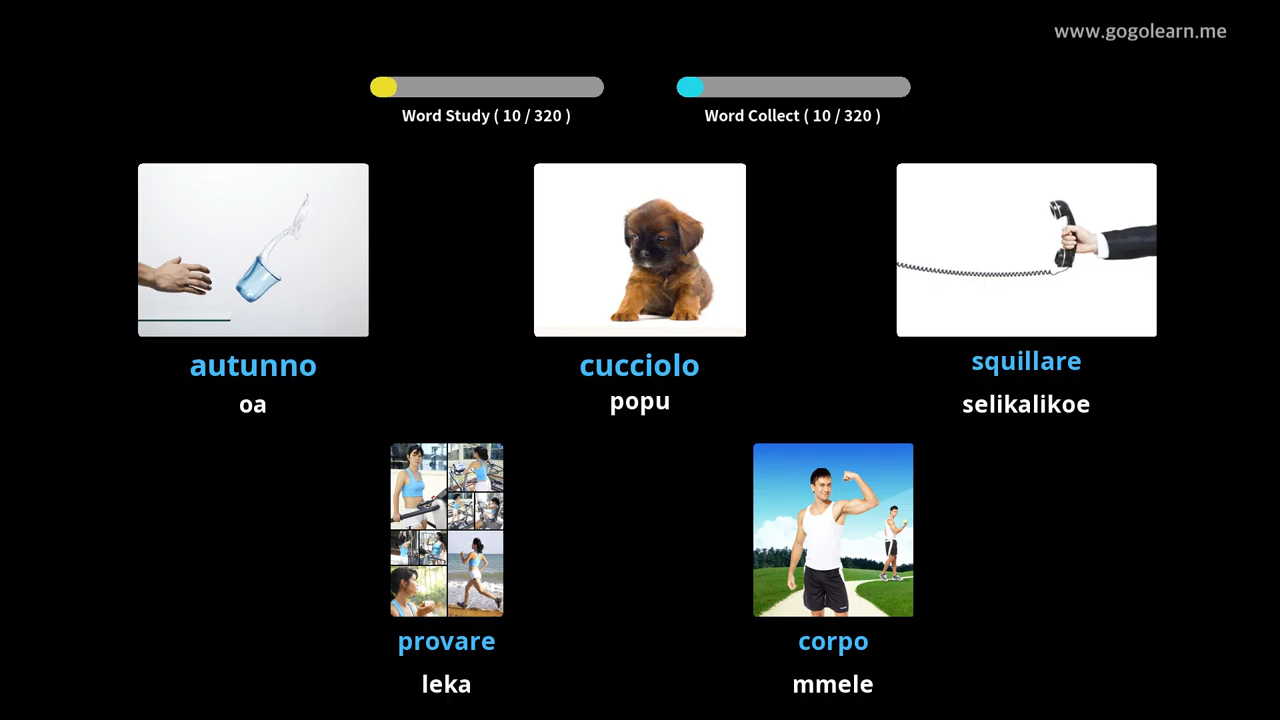 www.gogolearn.me
Word Study ( 10 / 320 )
Word Collect ( 10 / 320 )
autunno
oa
cucciolo
popu
squillare
selikalikoe
provare
leka
corpo
mmele